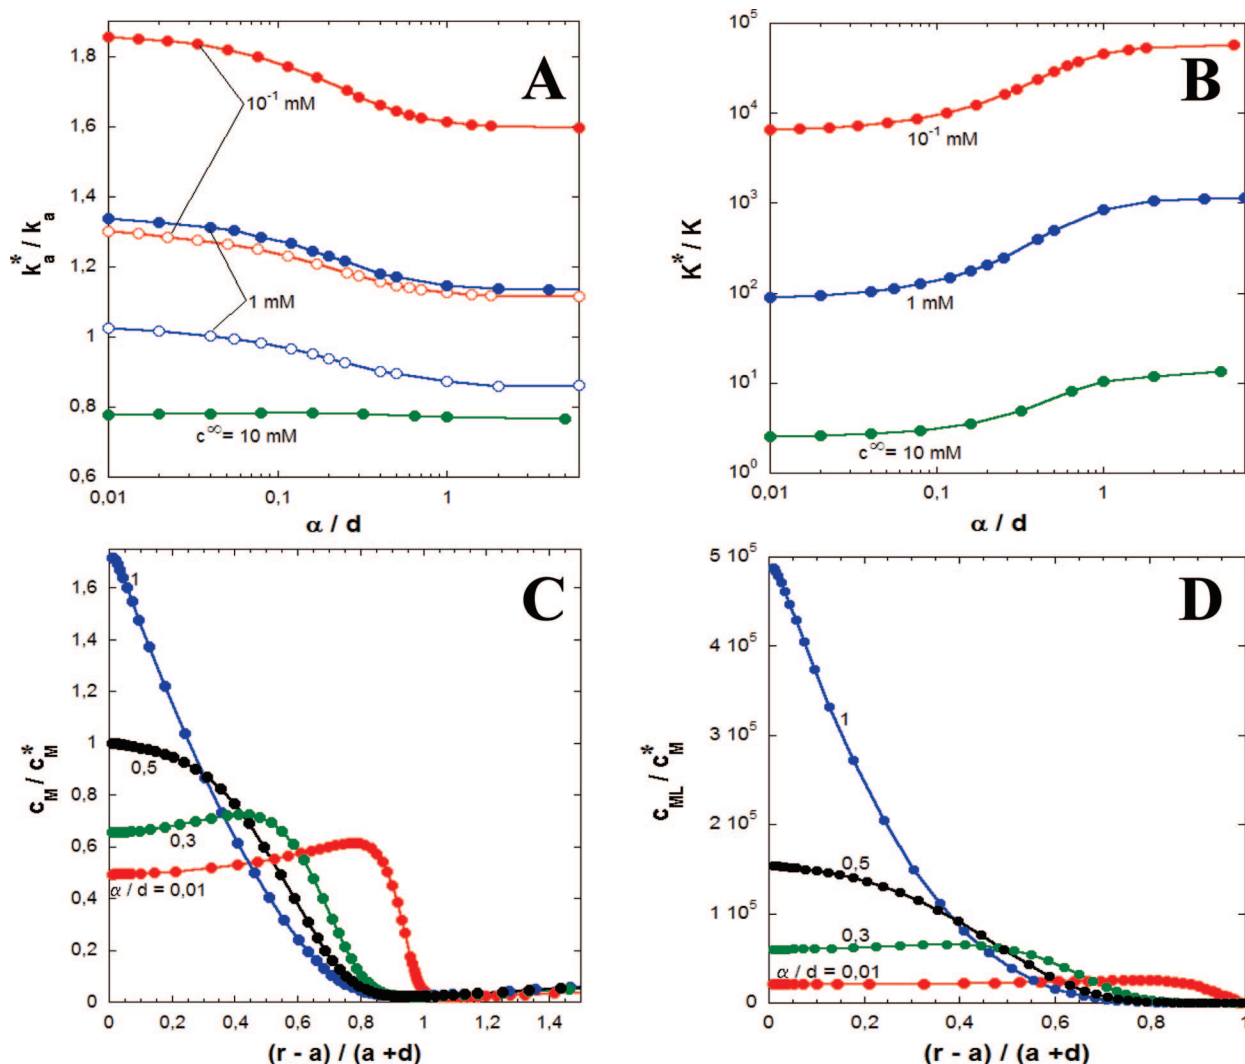 A
1,8
1,6
1,4
1,2
1
0,8
0,6
k*a / ka
10⁻¹ mM
1 mM
c∞= 10 mM
0,01
0,1
1
α / d
B
10⁵
10⁴
10³
10²
10¹
10⁰
K* / K
10⁻¹ mM
1 mM
c∞= 10 mM
0,01
0,1
1
α / d
C
1,6
1,4
1,2
1
0,8
0,6
0,4
0,2
0
cM / c*M
1
0,5
0,3
α / d = 0,01
0
0,2
0,4
0,6
0,8
1
1,2
1,4
(r - a) / (a +d)
D
5 10⁵
4 10⁵
3 10⁵
2 10⁵
1 10⁵
0
cML / c*M
1
0,5
0,3
α / d = 0,01
0
0,2
0,4
0,6
0,8
1
(r - a) / (a +d)